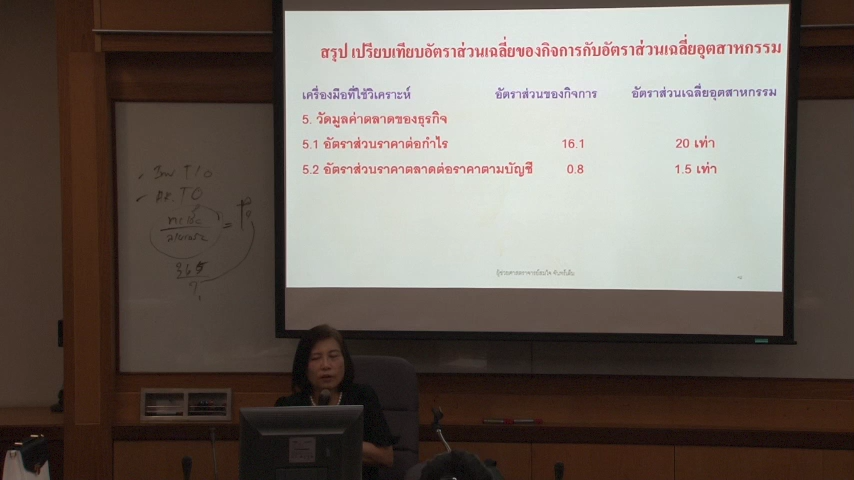 สรุป เปรียบเทียบอัตราส่วนเฉลี่ยของกิจการกับอัตราส่วนเฉลี่ยอุตสาหกรรม
เครื่องมือที่ใช้วิเคราะห์ อัตราส่วนของกิจการ อัตราส่วนเฉลี่ยอุตสาหกรรม
5. วัดมูลค่าตลาดของธุรกิจ
5.1 อัตราส่วนราคาต่อกำไร 16.1 20 เท่า
5.2 อัตราส่วนราคาตลาดต่อราคาตามบัญชี 0.8 1.5 เท่า
Inv T/O
AR. TO
=
365
7